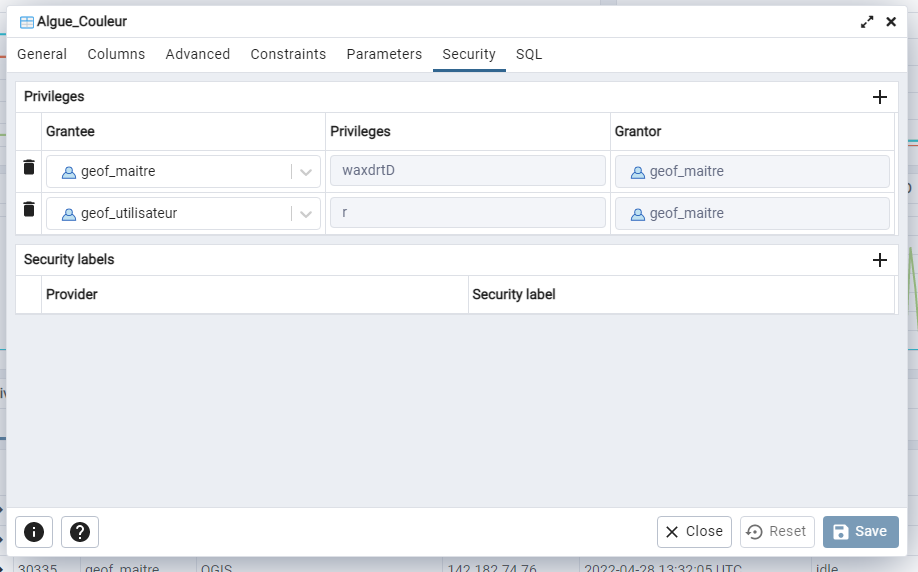 Algue_Couleur
General Columns Advanced Constraints Parameters Security SQL
Privileges
Grantee Privileges Grantor
geof_maitre waxdrtD geof_maitre
geof_utilisateur r geof_maitre
Security labels
Provider Security label
Close Reset Save
30335 geof_maitre QGIS 142.182.74.76 2022-04-28 13:32:05 UTC idle